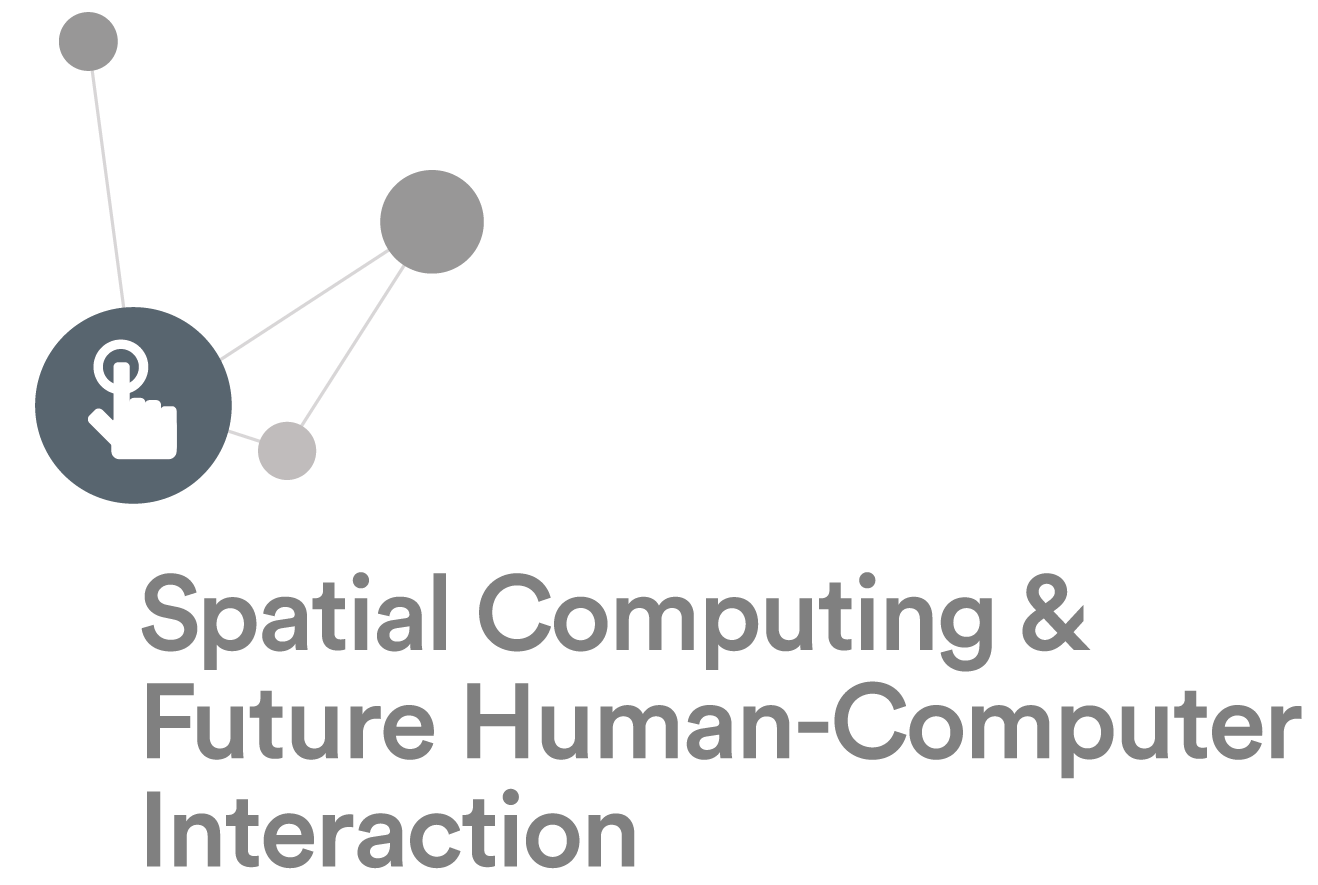 Spatial Computing &
Future Human-Computer
Interaction